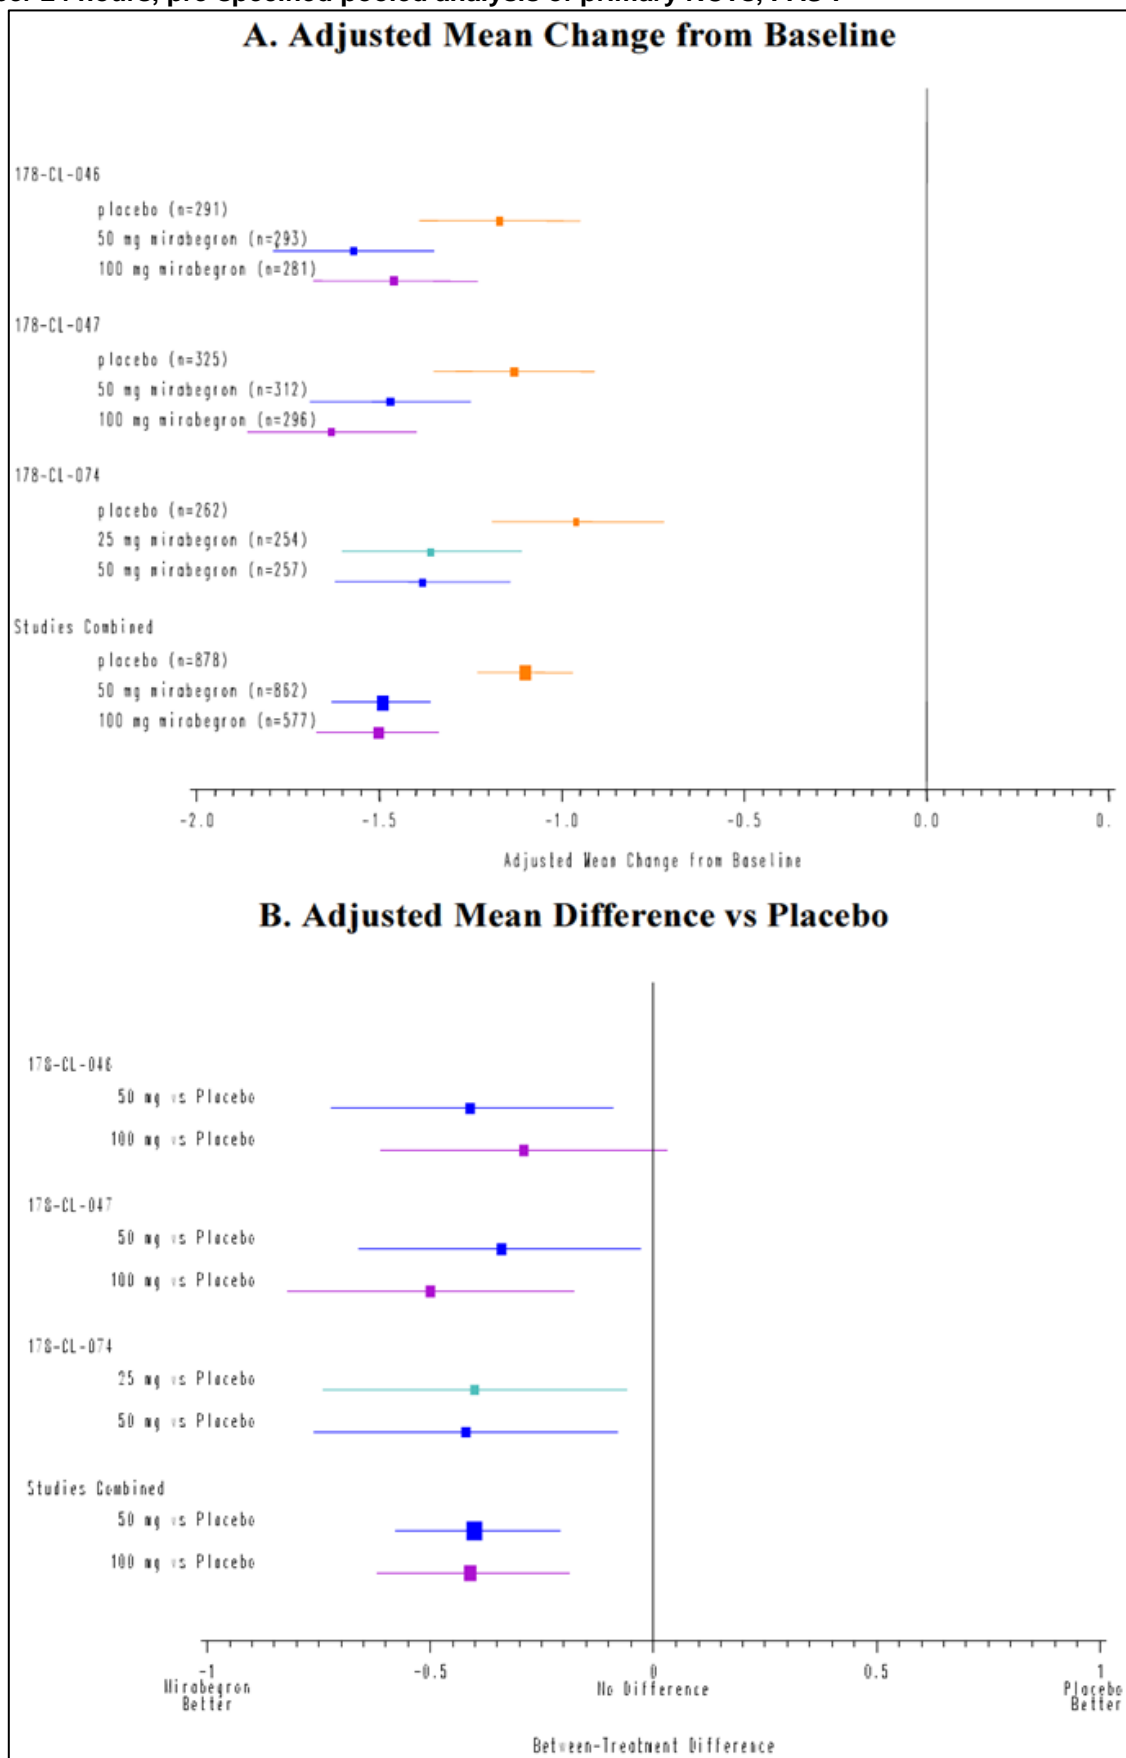 A. Adjusted Mean Change from Baseline
178-CL-046
placebo (n=291)
50 mg mirabegron (n=293)
100 mg mirabegron (n=281)
178-CL-047
placebo (n=325)
50 mg mirabegron (n=312)
100 mg mirabegron (n=296)
178-CL-074
placebo (n=262)
25 mg mirabegron (n=254)
50 mg mirabegron (n=257)
Studies Combined
placebo (n=878)
50 mg mirabegron (n=862)
100 mg mirabegron (n=577)
-2.0 -1.5 -1.0 -0.5 0.0 0.
Adjusted Mean Change from Baseline
B. Adjusted Mean Difference vs Placebo
178-CL-046
50 mg vs Placebo
100 mg vs Placebo
178-CL-047
50 mg vs Placebo
100 mg vs Placebo
178-CL-074
25 mg vs Placebo
50 mg vs Placebo
Studies Combined
50 mg vs Placebo
100 mg vs Placebo
-1 -0.5 0 0.5 1
Mirabegron No Difference Placebo
Better Better
Between-Treatment Difference